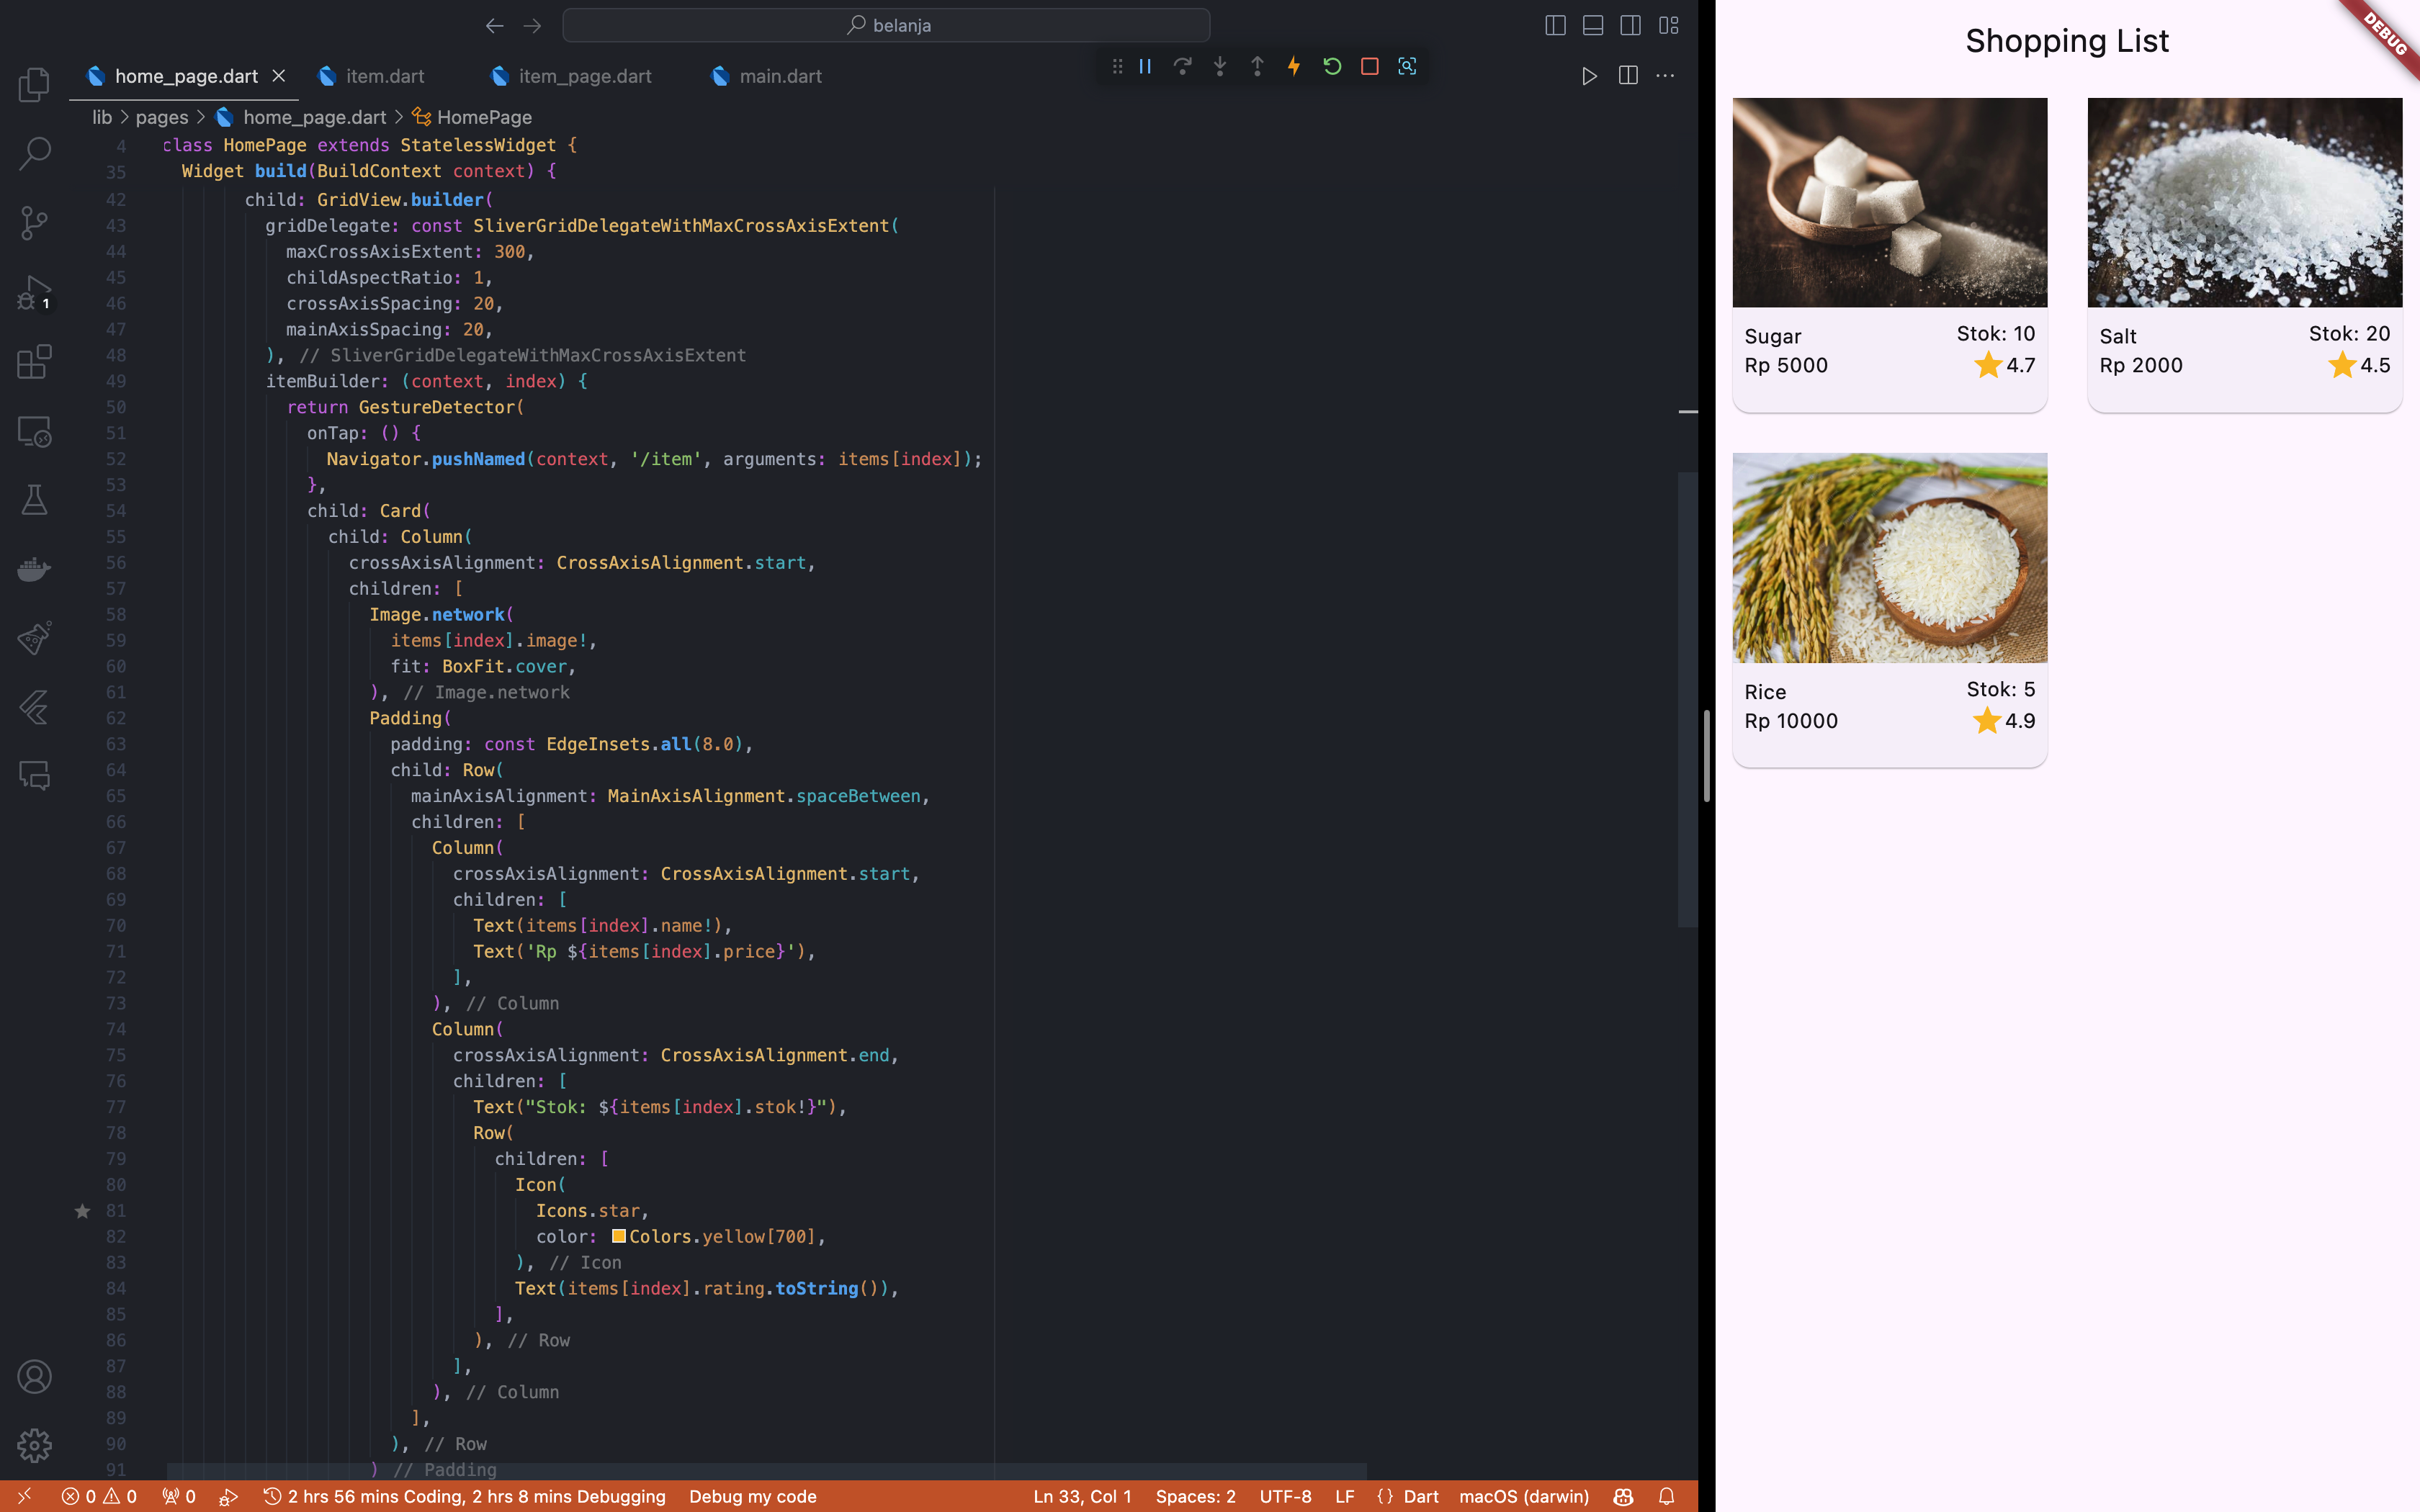 belanja
home_page.dart
item.dart
item_page.dart
main.dart
lib > pages > home_page.dart > HomePage
4 class HomePage extends StatelessWidget {
35 Widget build(BuildContext context) {
42 child: GridView.builder(
43 gridDelegate: const SliverGridDelegateWithMaxCrossAxisExtent(
44 maxCrossAxisExtent: 300,
45 childAspectRatio: 1,
46 crossAxisSpacing: 20,
47 mainAxisSpacing: 20,
48 ), // SliverGridDelegateWithMaxCrossAxisExtent
49 itemBuilder: (context, index) {
50 return GestureDetector(
51 onTap: () {
52 Navigator.pushNamed(context, '/item', arguments: items[index]);
53 },
54 child: Card(
55 child: Column(
56 crossAxisAlignment: CrossAxisAlignment.start,
57 children: [
58 Image.network(
59 items[index].image!,
60 fit: BoxFit.cover,
61 ), // Image.network
62 Padding(
63 padding: const EdgeInsets.all(8.0),
64 child: Row(
65 mainAxisAlignment: MainAxisAlignment.spaceBetween,
66 children: [
67 Column(
68 crossAxisAlignment: CrossAxisAlignment.start,
69 children: [
70 Text(items[index].name!),
71 Text('Rp ${items[index].price}'),
72 ],
73 ), // Column
74 Column(
75 crossAxisAlignment: CrossAxisAlignment.end,
76 children: [
77 Text("Stok: ${items[index].stok!}"),
78 Row(
79 children: [
80 Icon(
81 Icons.star,
82 color: Colors.yellow[700],
83 ), // Icon
84 Text(items[index].rating.toString()),
85 ],
86 ), // Row
87 ],
88 ), // Column
89 ],
90 ), // Row
91 ) // Padding
1
0 0 0 2 hrs 56 mins Coding, 2 hrs 8 mins Debugging Debug my code
Ln 33, Col 1 Spaces: 2 UTF-8 LF {} Dart macOS (darwin)
Shopping List
DEBUG
Sugar
Rp 5000
Stok: 10
4.7
Salt
Rp 2000
Stok: 20
4.5
Rice
Rp 10000
Stok: 5
4.9